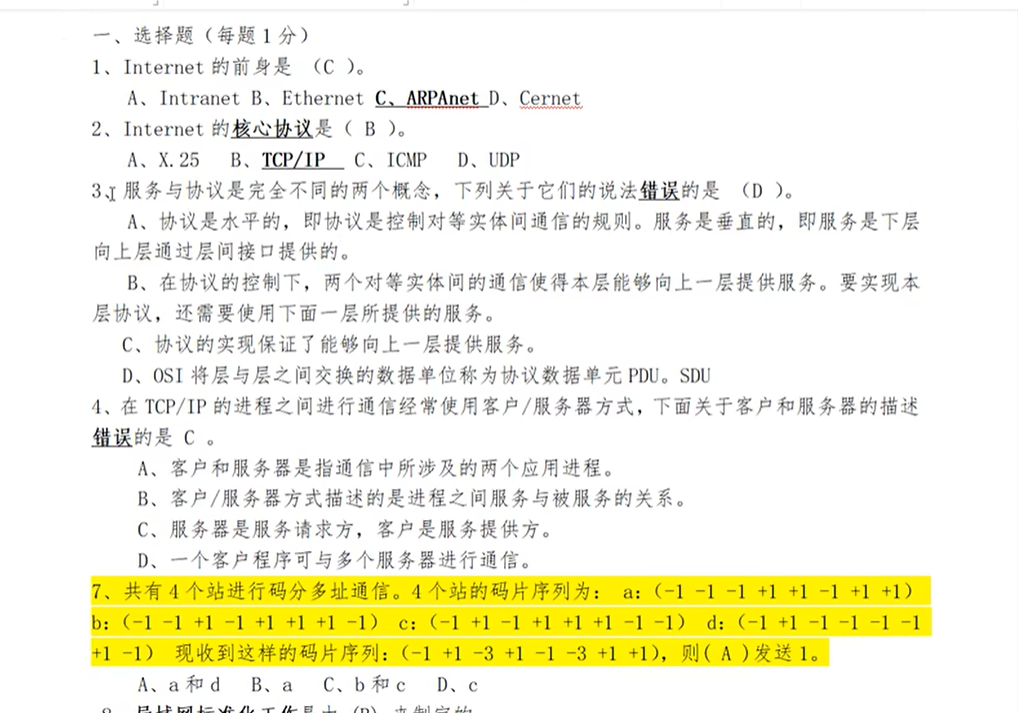 一、选择题（每题1分）
1、Internet 的前身是 （C ）。
A、Intranet B、Ethernet C、ARPAnet D、Cernet
2、Internet 的核心协议是（ B ）。
A、X.25 B、TCP/IP C、ICMP D、UDP
3、服务与协议是完全不同的两个概念，下列关于它们的说法错误的是 （D ）。
A、协议是水平的，即协议是控制对等实体间通信的规则。服务是垂直的，即服务是下层
向上层通过层间接口提供的。
B、在协议的控制下，两个对等实体间的通信使得本层能够向上一层提供服务。要实现本
层协议，还需要使用下面一层所提供的服务。
C、协议的实现保证了能够向上一层提供服务。
D、OSI 将层与层之间交换的数据单位称为协议数据单元 PDU。SDU
4、在 TCP/IP 的进程之间进行通信经常使用客户/服务器方式，下面关于客户和服务器的描述
错误的是 C 。
A、客户和服务器是指通信中所涉及的两个应用进程。
B、客户/服务器方式描述的是进程之间服务与被服务的关系。
C、服务器是服务请求方，客户是服务提供方。
D、一个客户程序可与多个服务器进行通信。
7、共有 4 个站进行码分多址通信。4 个站的码片序列为： a：（-1 -1 -1 +1 +1 -1 +1 +1）
b：（-1 -1 +1 -1 +1 +1 +1 -1） c：（-1 +1 -1 +1 +1 +1 -1 -1） d：（-1 +1 -1 -1 -1 -1
+1 -1） 现收到这样的码片序列：（-1 +1 -3 +1 -1 -3 +1 +1），则( A )发送 1。
A、a 和 d B、a C、b 和 c D、c